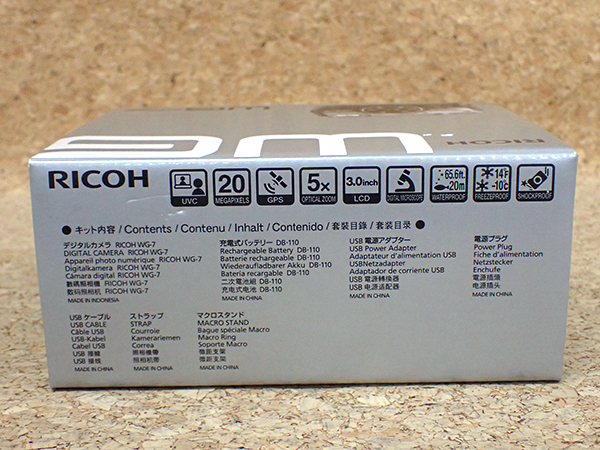 WG
RICOH
RICOH
UVC
20
MEGAPIXELS
GPS
5×
OPTICAL ZOOM
3.0inch
LCD
DIGITAL MICROSCOPE
65.6ft
20m
WATERPROOF
14°F
-10°c
FREEZEPROOF
SHOCKPROOF
● キット内容 / Contents / Contenu / Inhalt / Contenido / 套裝目錄 / 套装目录 ●
デジタルカメラ RICOH WG-7
DIGITAL CAMERA RICOH WG-7
Appareil photo numérique RICOH WG-7
Digitalkamera RICOH WG-7
Cámara digital RICOH WG-7
數碼照相機 RICOH WG-7
数码照相机 RICOH WG-7
MADE IN INDONESIA
充電式バッテリー DB-110
Rechargeable Battery DB-110
Batterie rechargeable DB-110
Wiederaufladbarer Akku DB-110
Batería recargable DB-110
二次電池組 DB-110
充电式电池 DB-110
MADE IN CHINA
USB 電源アダプター
USB Power Adapter
Adaptateur d'alimentation USB
USBNetzadapter
Adaptador de corriente USB
USB 電源轉換器
USB 电源适配器
MADE IN CHINA
電源プラグ
Power Plug
Fiche d'alimentation
Netzstecker
Enchufe
電源插頭
电源插头
MADE IN CHINA
USB ケーブル
USB CABLE
Câble USB
USB-Kabel
Cabel USB
USB 接線
USB 接线
MADE IN CHINA
ストラップ
STRAP
Courroie
Kamerariemen
Correa
照相機帶
照相机带
MADE IN CHINA
マクロスタンド
MACRO STAND
Bague spéciale Macro
Macro Ring
Soporte Macro
微距支架
微距支架
MADE IN CHINA